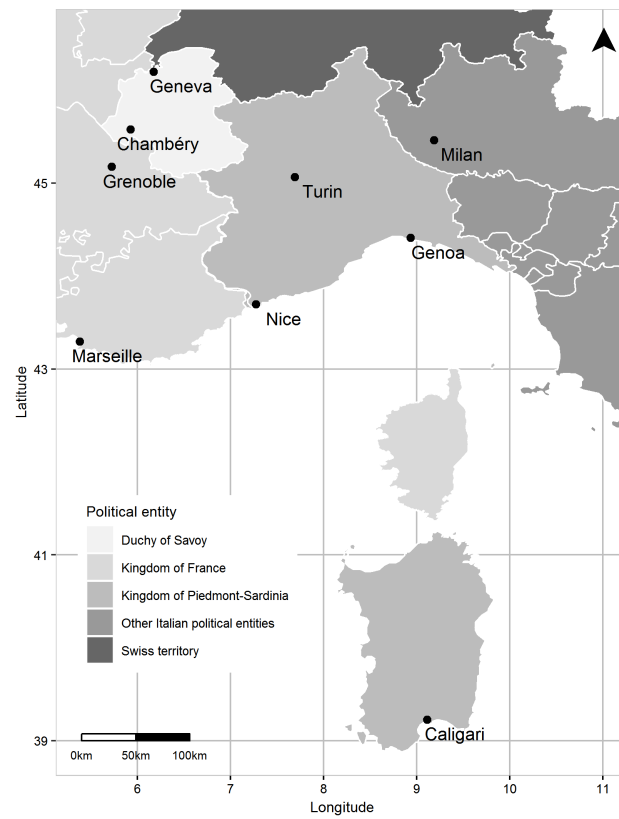 Geneva
Chambéry
Grenoble
Milan
Turin
Genoa
Nice
Marseille
Caligari
45
43
41
39
Latitude
6
7
8
9
10
11
Longitude
Political entity
Duchy of Savoy
Kingdom of France
Kingdom of Piedmont-Sardinia
Other Italian political entities
Swiss territory
0km 50km 100km